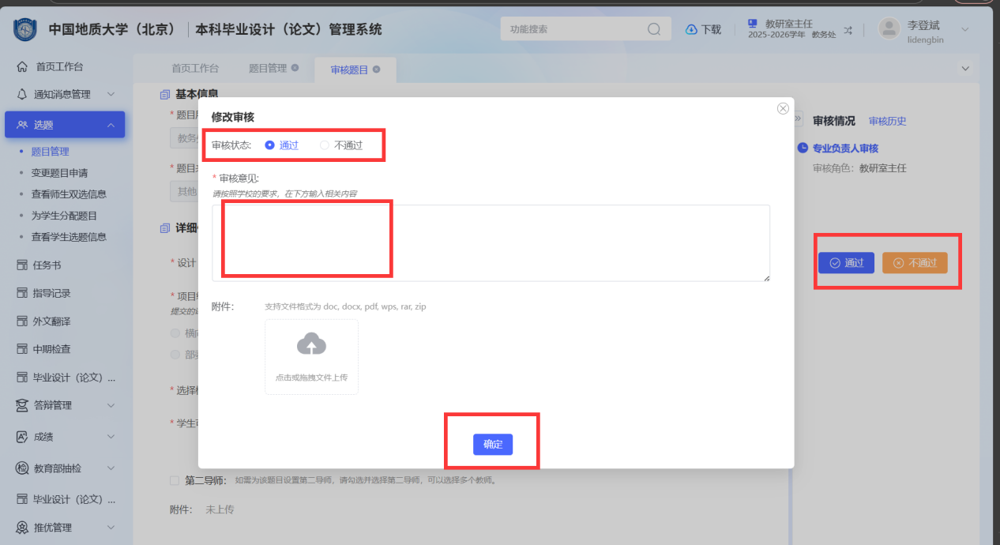 中国地质大学（北京） 本科毕业设计（论文）管理系统
功能搜索
下载
教研室主任
2025-2026学年 教务处
李登斌
lidengbin
首页工作台
通知消息管理
选题
题目管理
变更题目申请
查看师生双选信息
为学生分配题目
查看学生选题信息
任务书
指导记录
外文翻译
中期检查
毕业设计（论文）...
答辩管理
成绩
教育部抽检
毕业设计（论文）...
推优管理
首页工作台 题目管理 审核题目
基本信息
* 题目
教务
* 题目
其他
详细
* 设计
* 项目
提交的
横
部
* 选择
* 学生
修改审核
审核状态: 通过 不通过
* 审核意见:
请按照学校的要求，在下方输入相关内容
附件: 支持文件格式为 doc, docx, pdf, wps, rar, zip
点击或拖拽文件上传
确定
第二导师: 如需为该题目设置第二导师，请勾选并选择第二导师，可以选择多个教师。
附件: 未上传
审核情况 审核历史
专业负责人审核
审核角色: 教研室主任
通过 不通过